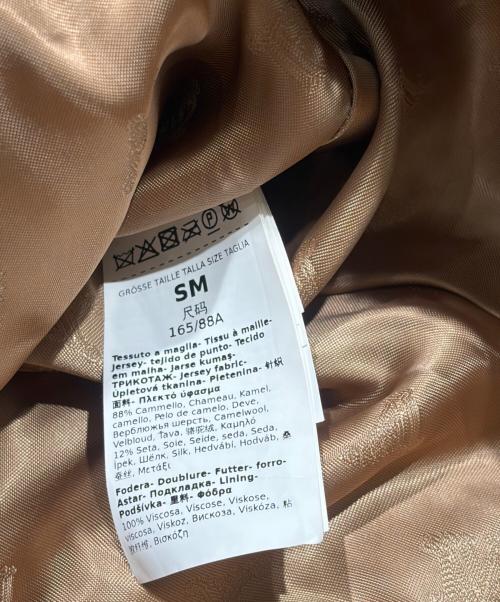 GRÖSSE TAILLE TALLA SIZE TAGLIA
SM
尺码
165/88A
Tessuto a maglia- Tissu à maille-
Jersey- tejido de punto- Tecido
em malha- Jarse kumaş-
ТРИКОТАЖ- Jersey fabric-
Úpletová tkanina- Pletenina- 针织
面料- Πλεκτό ύφασμα
88% Cammello, Chameau, Kamel,
camello, Pelo de camelo, Deve,
Верблюжья шерсть, Camelwool,
Velbloud, Ťava, 骆驼绒, Καμηλό
12% Seta, Soie, Seide, seda, Seda,
İpek, Шёлк, Silk, Hedvábí, Hodváb, 桑
蚕丝, Μετάξι
Fodera- Doublure- Futter- forro-
Astar- Подкладка- Lining-
Podšívka- 里料- Φόδρα
100% Viscosa, Viscose, Viskose,
viscosa, Viskoz, Вискоза, Viskóza, 粘
胶纤维, Βισκόζη